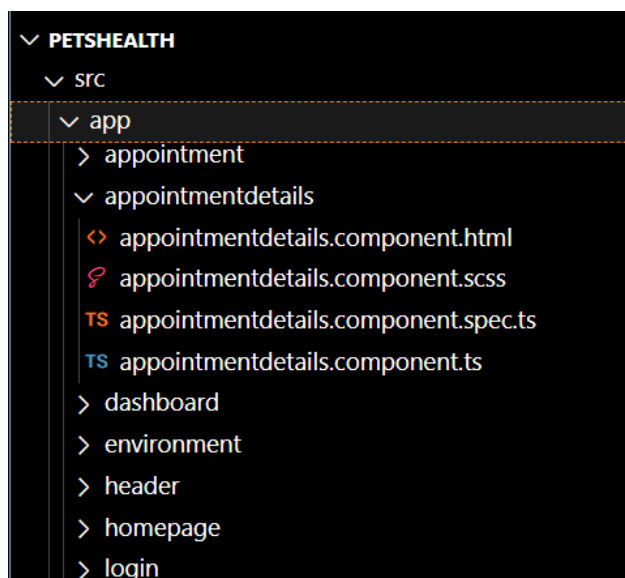 PETSHEALTH
src
app
appointment
appointmentdetails
<> appointmentdetails.component.html
appointmentdetails.component.scss
TS appointmentdetails.component.spec.ts
TS appointmentdetails.component.ts
dashboard
environment
header
homepage
login